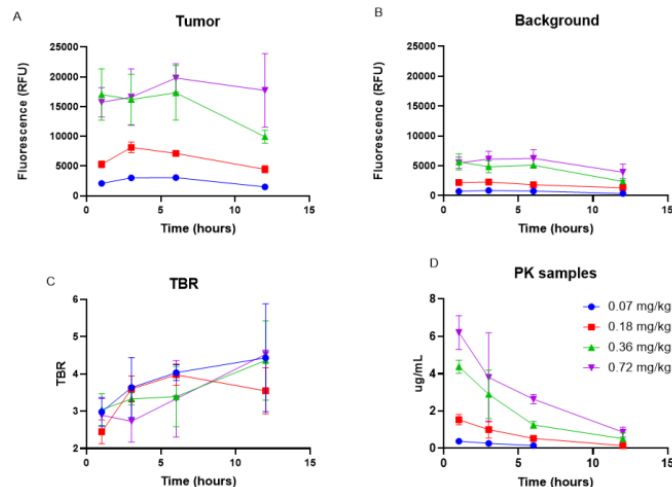 A
Tumor
Fluorescence (RFU)
25000
20000
15000
10000
5000
0
0 5 10 15
Time (hours)
B
Background
Fluorescence (RFU)
25000
20000
15000
10000
5000
0
0 5 10 15
Time (hours)
C
TBR
TBR
6
5
4
3
2
0 5 10 15
Time (hours)
D
PK samples
ug/mL
8
6
4
2
0
0 5 10 15
Time (hours)
0.07 mg/kg
0.18 mg/kg
0.36 mg/kg
0.72 mg/kg